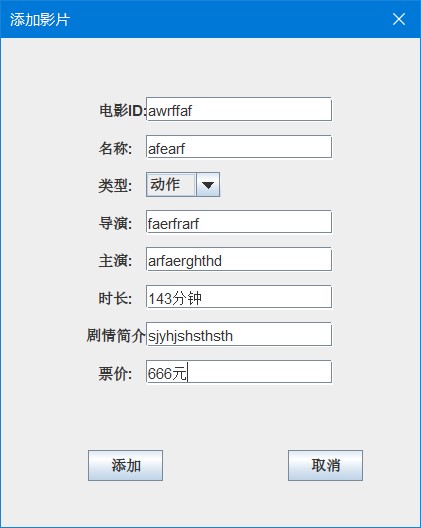 添加影片
电影ID: awrffaf
名称: afearf
类型: 动作
导演: faerfrarf
主演: arfaerghthd
时长: 143分钟
剧情简介 sjyhjshsthsth
票价: 666元
添加 取消